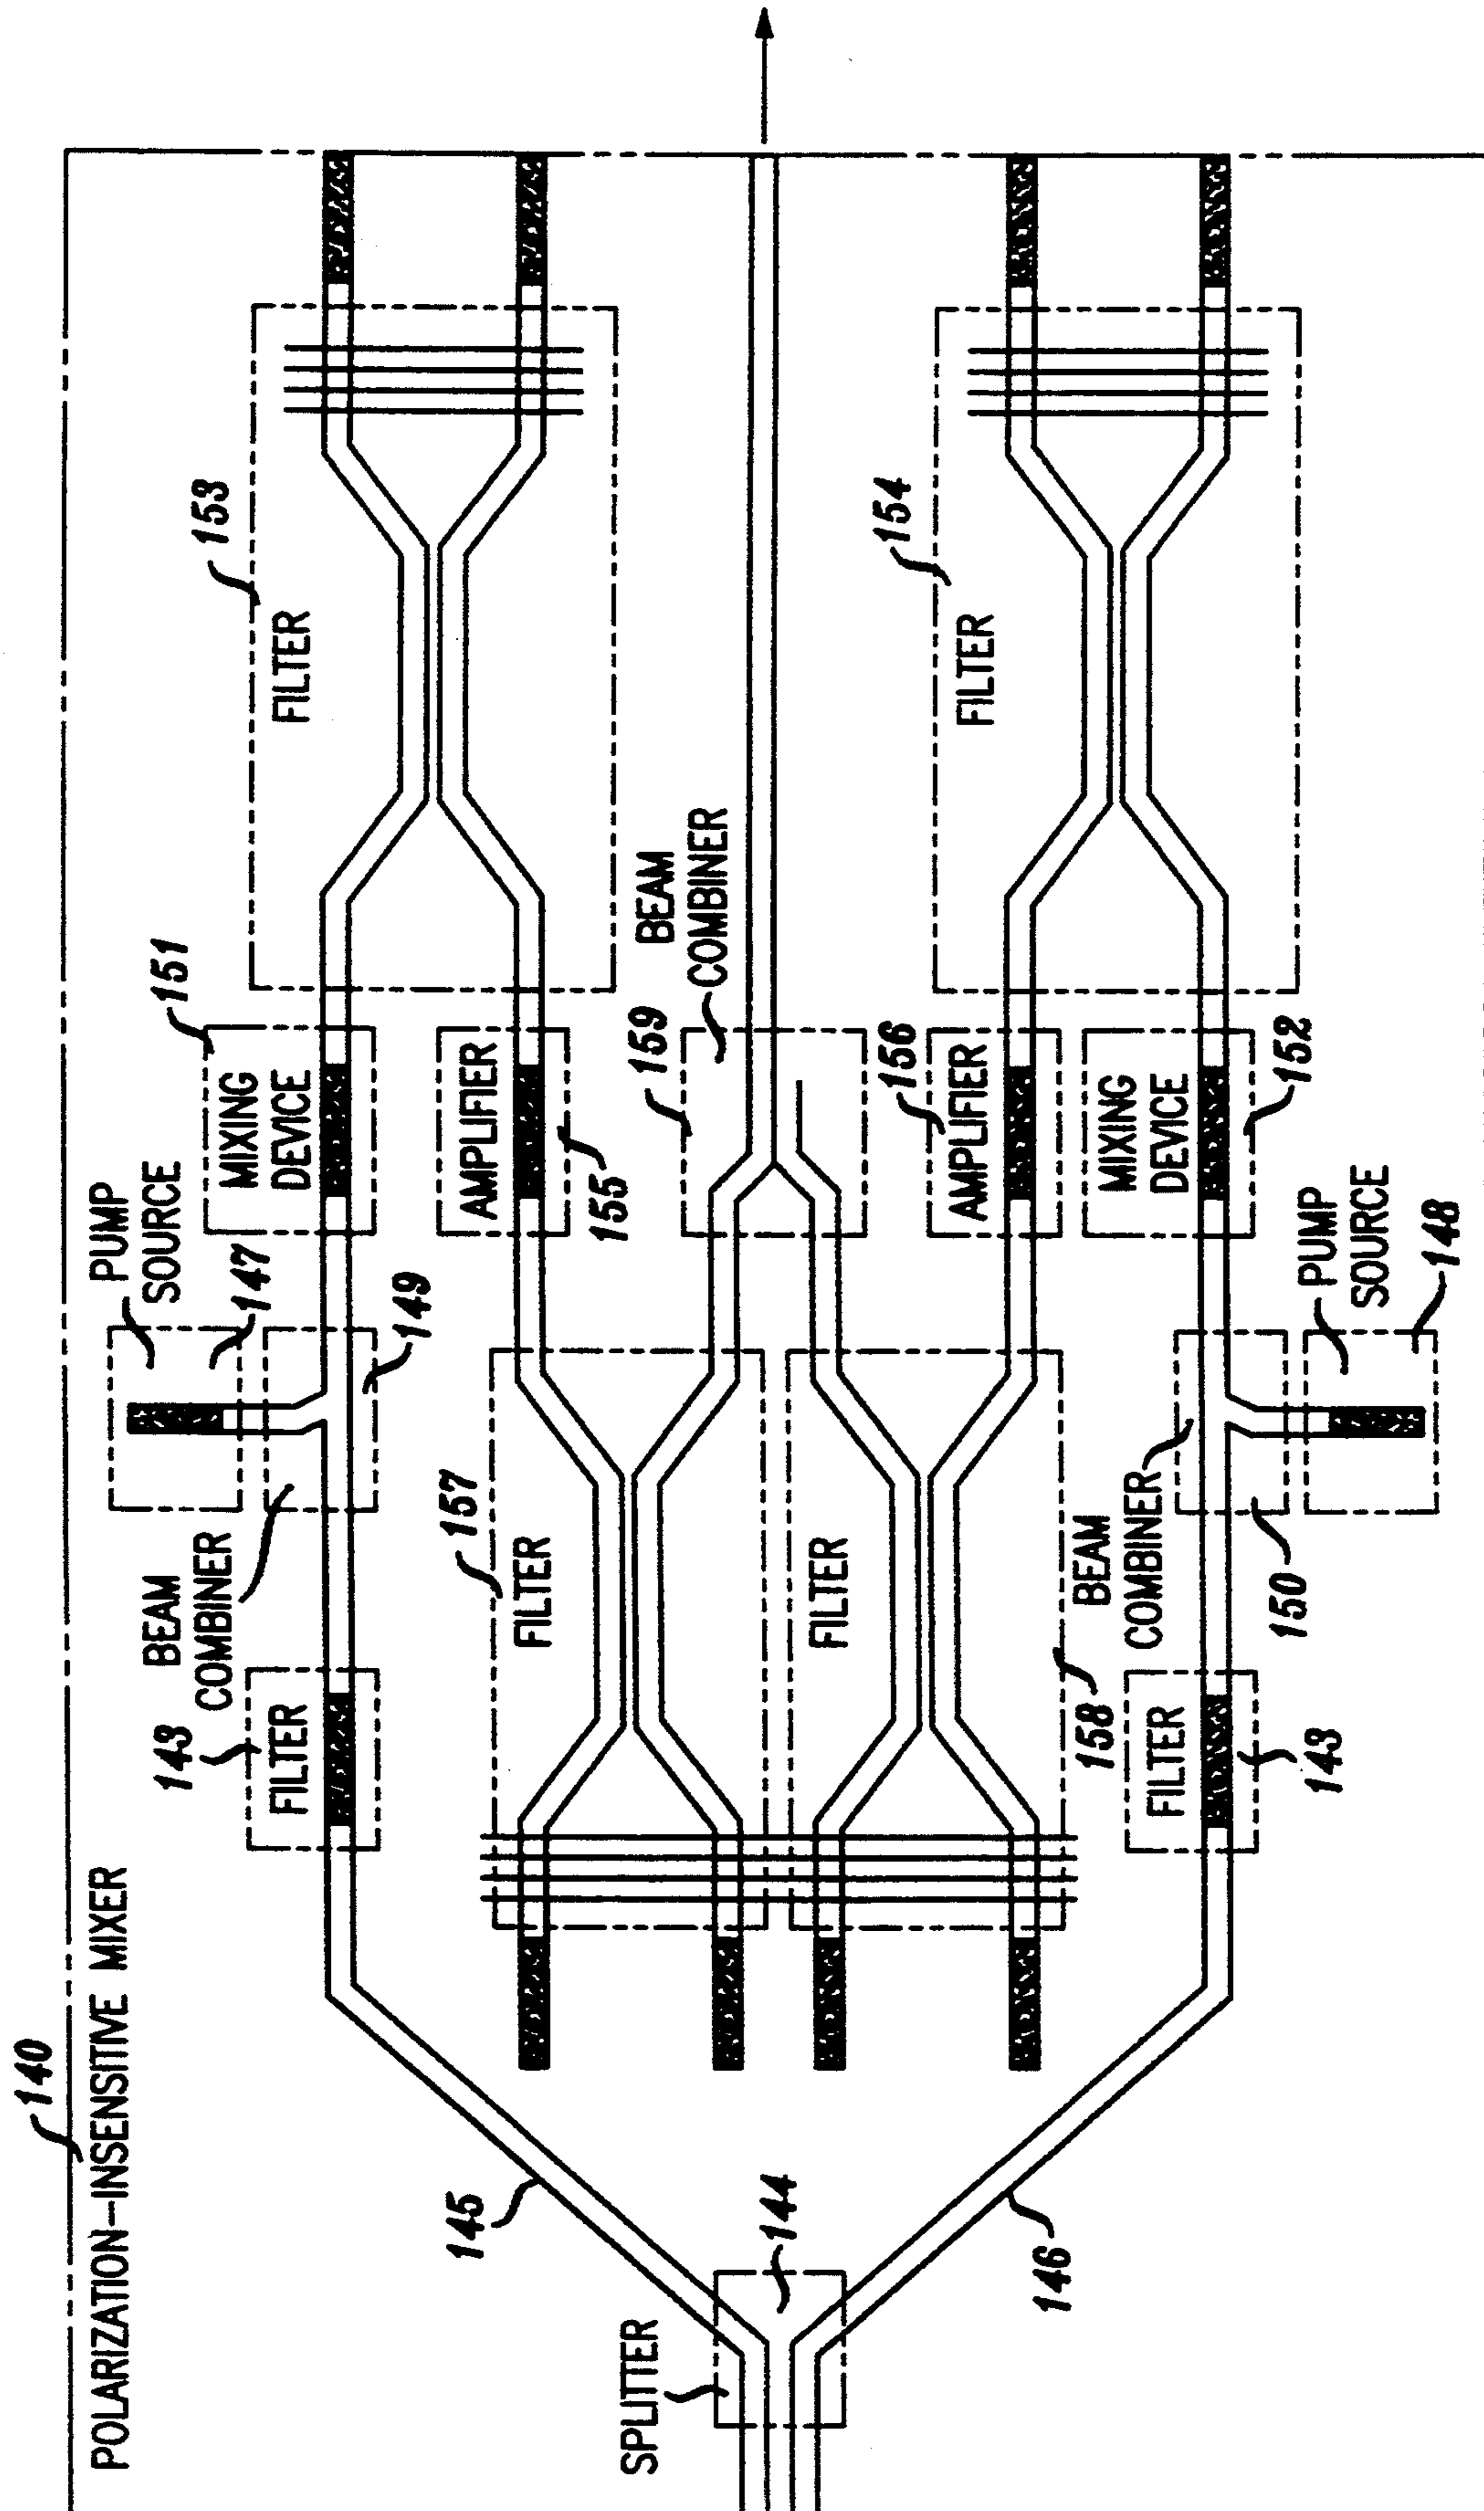 140
POLARIZATION-INSENSITIVE MIXER
SPLITTER
144
145
146
143
FILTER
BEAM
COMBINER
149
PUMP
SOURCE
147
MIXING
DEVICE
151
FILTER
153
AMPLIFIER
155
157
FILTER
FILTER
158
159
BEAM
COMBINER
156
AMPLIFIER
FILTER
154
MIXING
DEVICE
152
PUMP
SOURCE
148
BEAM
COMBINER
150
FILTER
143